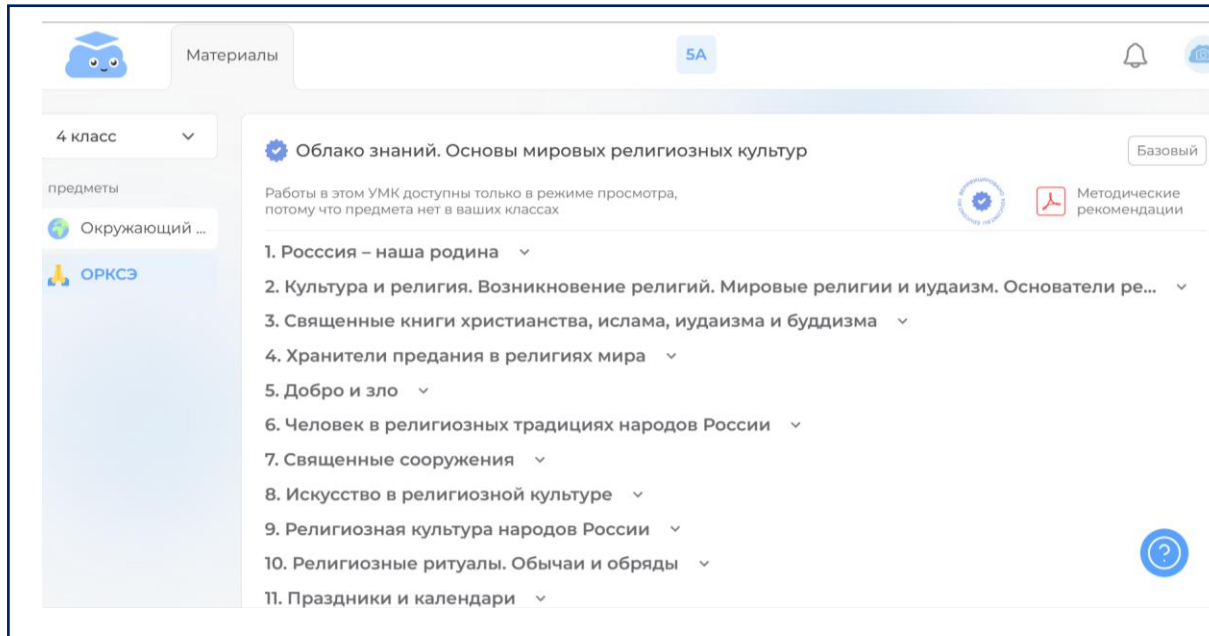 Материалы
5А
4 класс
Облако знаний. Основы мировых религиозных культур
Базовый
предметы
Работы в этом УМК доступны только в режиме просмотра,
потому что предмета нет в ваших классах
Методические
рекомендации
Окружающий ...
ОРКСЭ
1. Росссия – наша родина
2. Культура и религия. Возникновение религий. Мировые религии и иудаизм. Основатели ре...
3. Священные книги христианства, ислама, иудаизма и буддизма
4. Хранители предания в религиях мира
5. Добро и зло
6. Человек в религиозных традициях народов России
7. Священные сооружения
8. Искусство в религиозной культуре
9. Религиозная культура народов России
10. Религиозные ритуалы. Обычаи и обряды
11. Праздники и календари
?